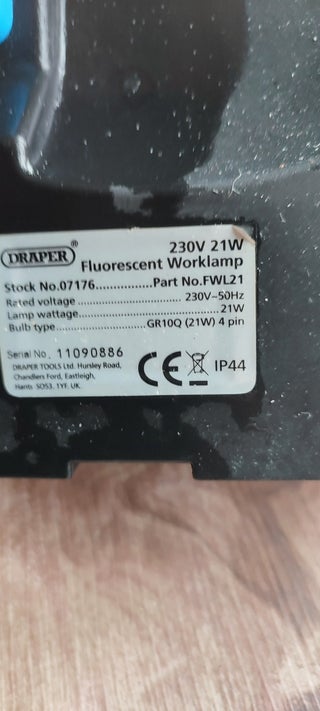 DRAPER®
230V 21W
Fluorescent Worklamp
Stock No.07176................Part No.FWL21
Rated voltage ........................... 230V~50Hz
Lamp wattage.......................................21W
Bulb type.......................GR10Q (21W) 4 pin
Serial No. 11090886
DRAPER TOOLS Ltd. Hursley Road,
Chandlers Ford, Eastleigh,
Hants SO53. 1YF. UK.
CE IP44